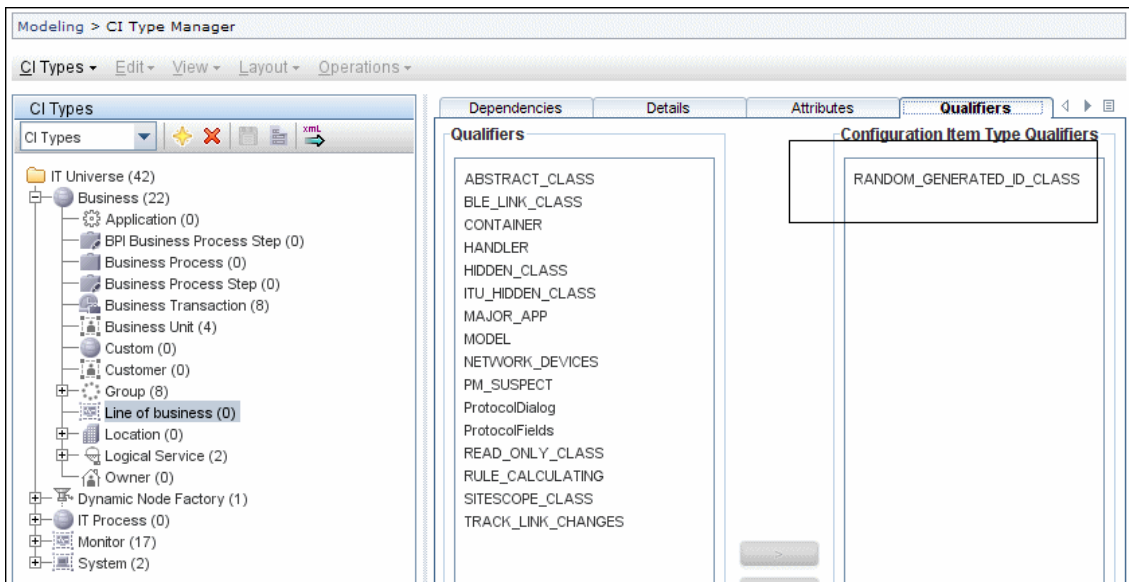 Modeling > CI Type Manager
CI Types Edit View Layout Operations
CI Types
CI Types
xmL
IT Universe (42)
Business (22)
Application (0)
BPI Business Process Step (0)
Business Process (0)
Business Process Step (0)
Business Transaction (8)
Business Unit (4)
Custom (0)
Customer (0)
Group (8)
Line of business (0)
Location (0)
Logical Service (2)
Owner (0)
Dynamic Node Factory (1)
IT Process (0)
Monitor (17)
System (2)
Dependencies Details Attributes Qualifiers
Qualifiers
ABSTRACT_CLASS
BLE_LINK_CLASS
CONTAINER
HANDLER
HIDDEN_CLASS
ITU_HIDDEN_CLASS
MAJOR_APP
MODEL
NETWORK_DEVICES
PM_SUSPECT
ProtocolDialog
ProtocolFields
READ_ONLY_CLASS
RULE_CALCULATING
SITESCOPE_CLASS
TRACK_LINK_CHANGES
>
Configuration Item Type Qualifiers
RANDOM_GENERATED_ID_CLASS